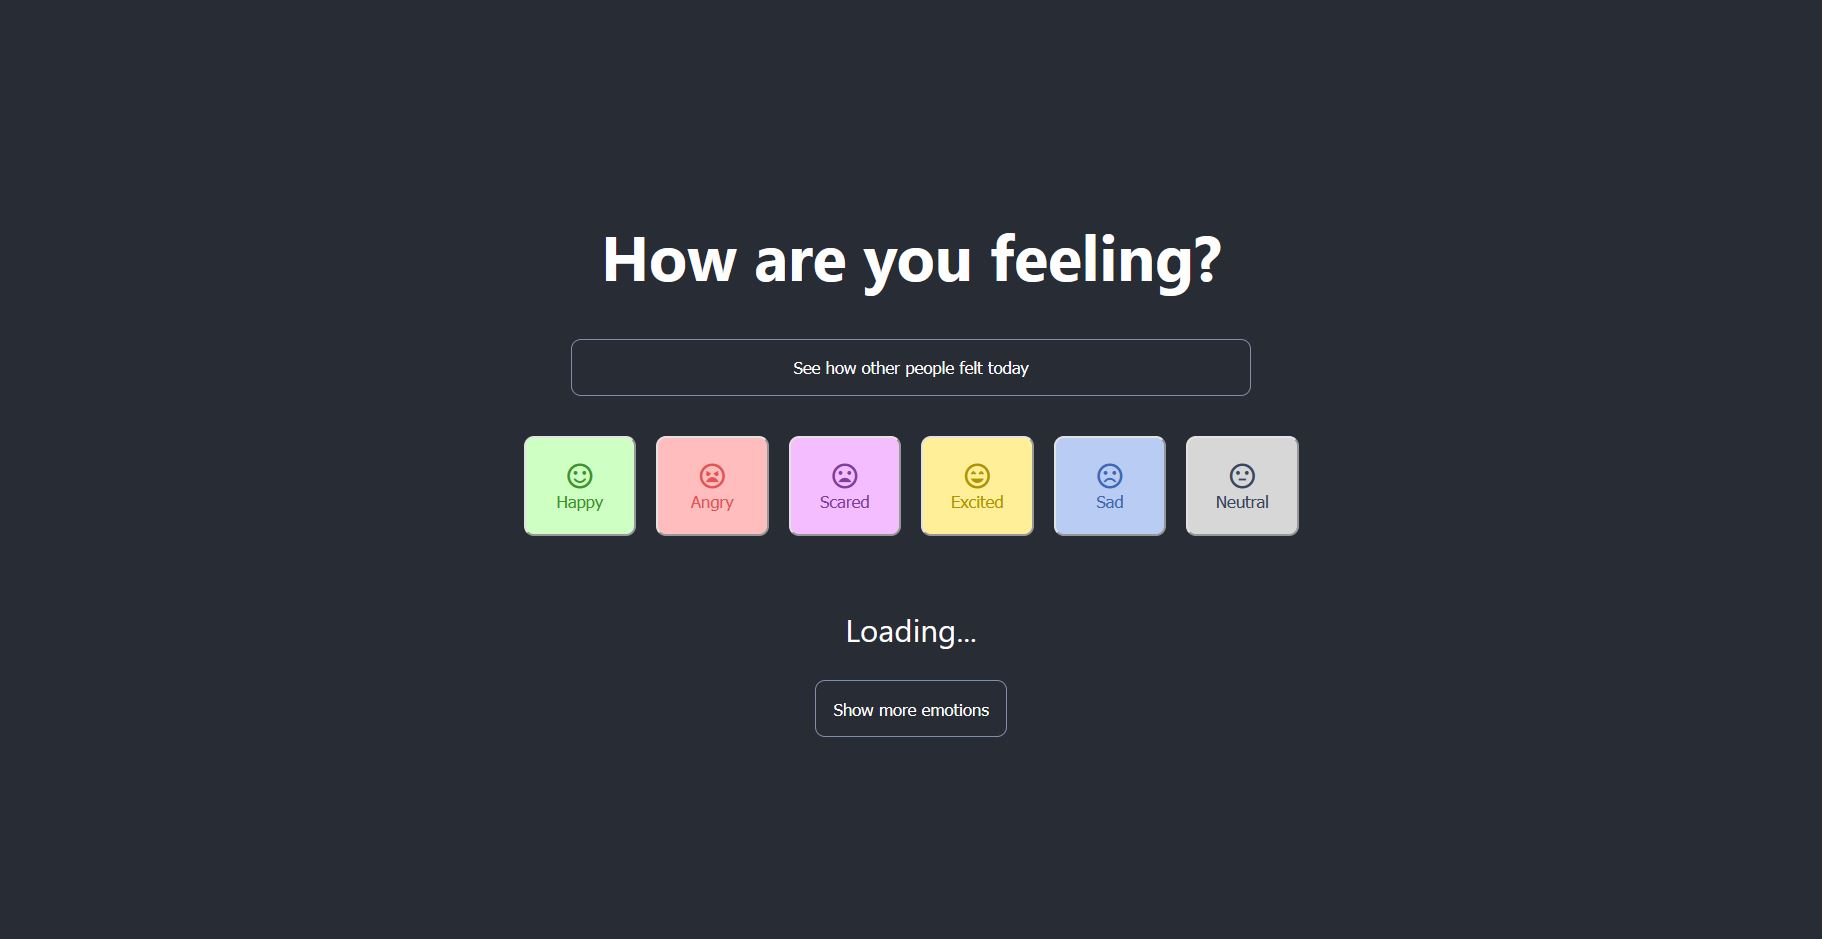 How are you feeling?
See how other people felt today
Happy
Angry
Scared
Excited
Sad
Neutral
Loading...
Show more emotions